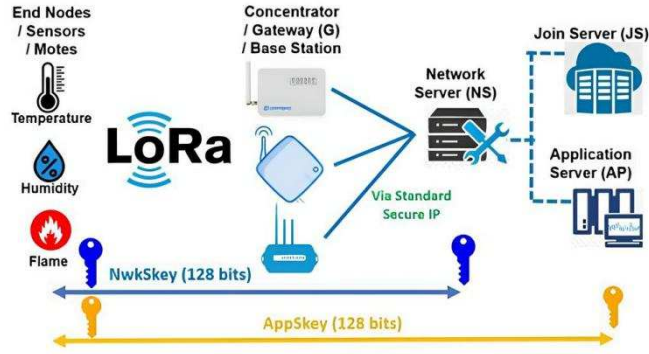 End Nodes
/ Sensors
/ Motes
Temperature
Humidity
Flame
LoRa
Concentrator
/ Gateway (G)
/ Base Station
Via Standard
Secure IP
Network
Server (NS)
Join Server (JS)
Application
Server (AP)
NwkSkey (128 bits)
AppSkey (128 bits)